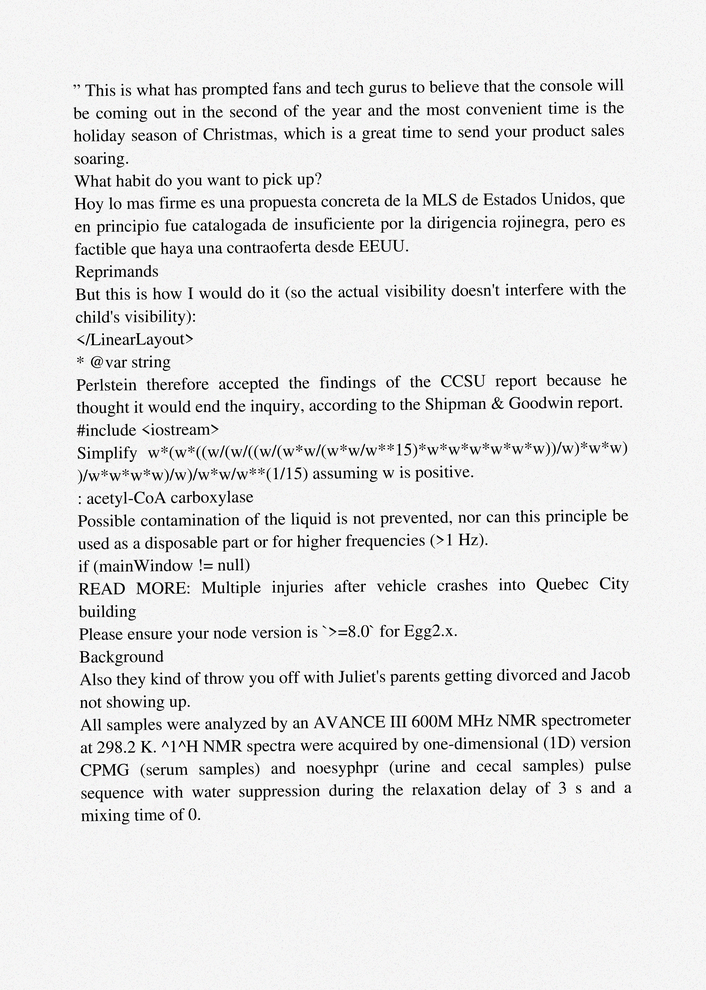 ” This is what has prompted fans and tech gurus to believe that the console will
be coming out in the second of the year and the most convenient time is the
holiday season of Christmas, which is a great time to send your product sales
soaring.
What habit do you want to pick up?
Hoy lo mas firme es una propuesta concreta de la MLS de Estados Unidos, que
en principio fue catalogada de insuficiente por la dirigencia rojinegra, pero es
factible que haya una contraoferta desde EEUU.
Reprimands
But this is how I would do it (so the actual visibility doesn't interfere with the
child's visibility):
</LinearLayout>
* @var string
Perlstein therefore accepted the findings of the CCSU report because he
thought it would end the inquiry, according to the Shipman & Goodwin report.
#include <iostream>
Simplify w*(w*((w/(w/((w/(w*w/(w*w/w**15)*w*w*w*w*w*w))/w)*w*w)
)/w*w*w*w)/w)/w*w/w**(1/15) assuming w is positive.
: acetyl-CoA carboxylase
Possible contamination of the liquid is not prevented, nor can this principle be
used as a disposable part or for higher frequencies (>1 Hz).
if (mainWindow != null)
READ MORE: Multiple injuries after vehicle crashes into Quebec City
building
Please ensure your node version is `>=8.0` for Egg2.x.
Background
Also they kind of throw you off with Juliet's parents getting divorced and Jacob
not showing up.
All samples were analyzed by an AVANCE III 600M MHz NMR spectrometer
at 298.2 K. ^1^H NMR spectra were acquired by one-dimensional (1D) version
CPMG (serum samples) and noesyphpr (urine and cecal samples) pulse
sequence with water suppression during the relaxation delay of 3 s and a
mixing time of 0.